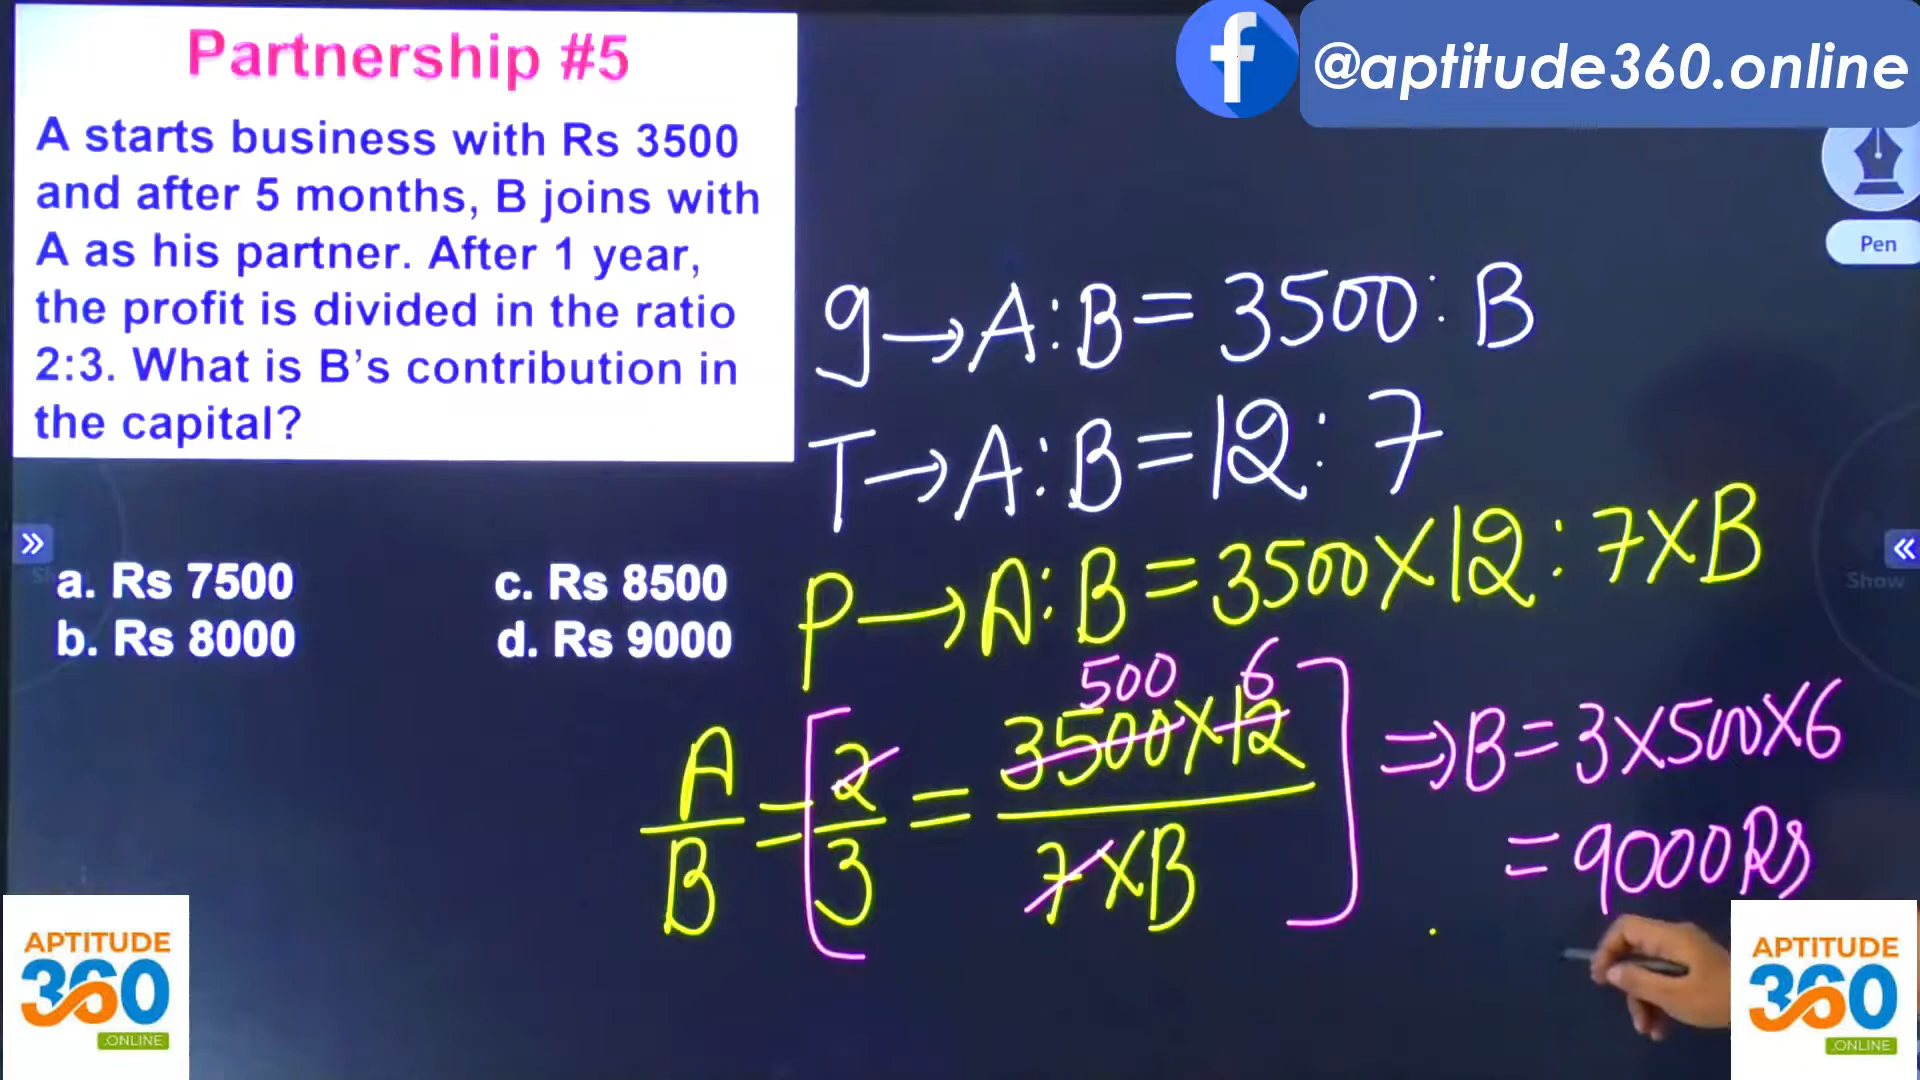 Partnership #5
A starts business with Rs 3500
and after 5 months, B joins with
A as his partner. After 1 year,
the profit is divided in the ratio
2:3. What is B’s contribution in
the capital?
@aptitude360.online
Pen
I→A:B=3500:B
T→A:B=12:7
P→A:B=3500×12:7×B
a. Rs 7500
b. Rs 8000
c. Rs 8500
d. Rs 9000
Show
500 6
A/B=[2/3=3500×12/7×B]
⇒B=3×500×6
=9000Rs
APTITUDE
360
.ONLINE
APTITUDE
360
.ONLINE